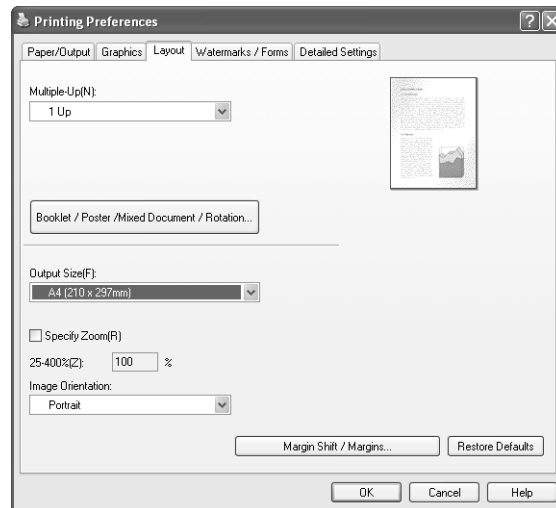 Printing Preferences
Paper/Output Graphics Layout Watermarks / Forms Detailed Settings
Multiple-Up(N):
1 Up
Booklet / Poster /Mixed Document / Rotation...
Output Size(F):
A4 (210 x 297mm)
Specify Zoom(R)
25-400%(Z): 100 %
Image Orientation:
Portrait
Margin Shift / Margins... Restore Defaults
OK Cancel Help